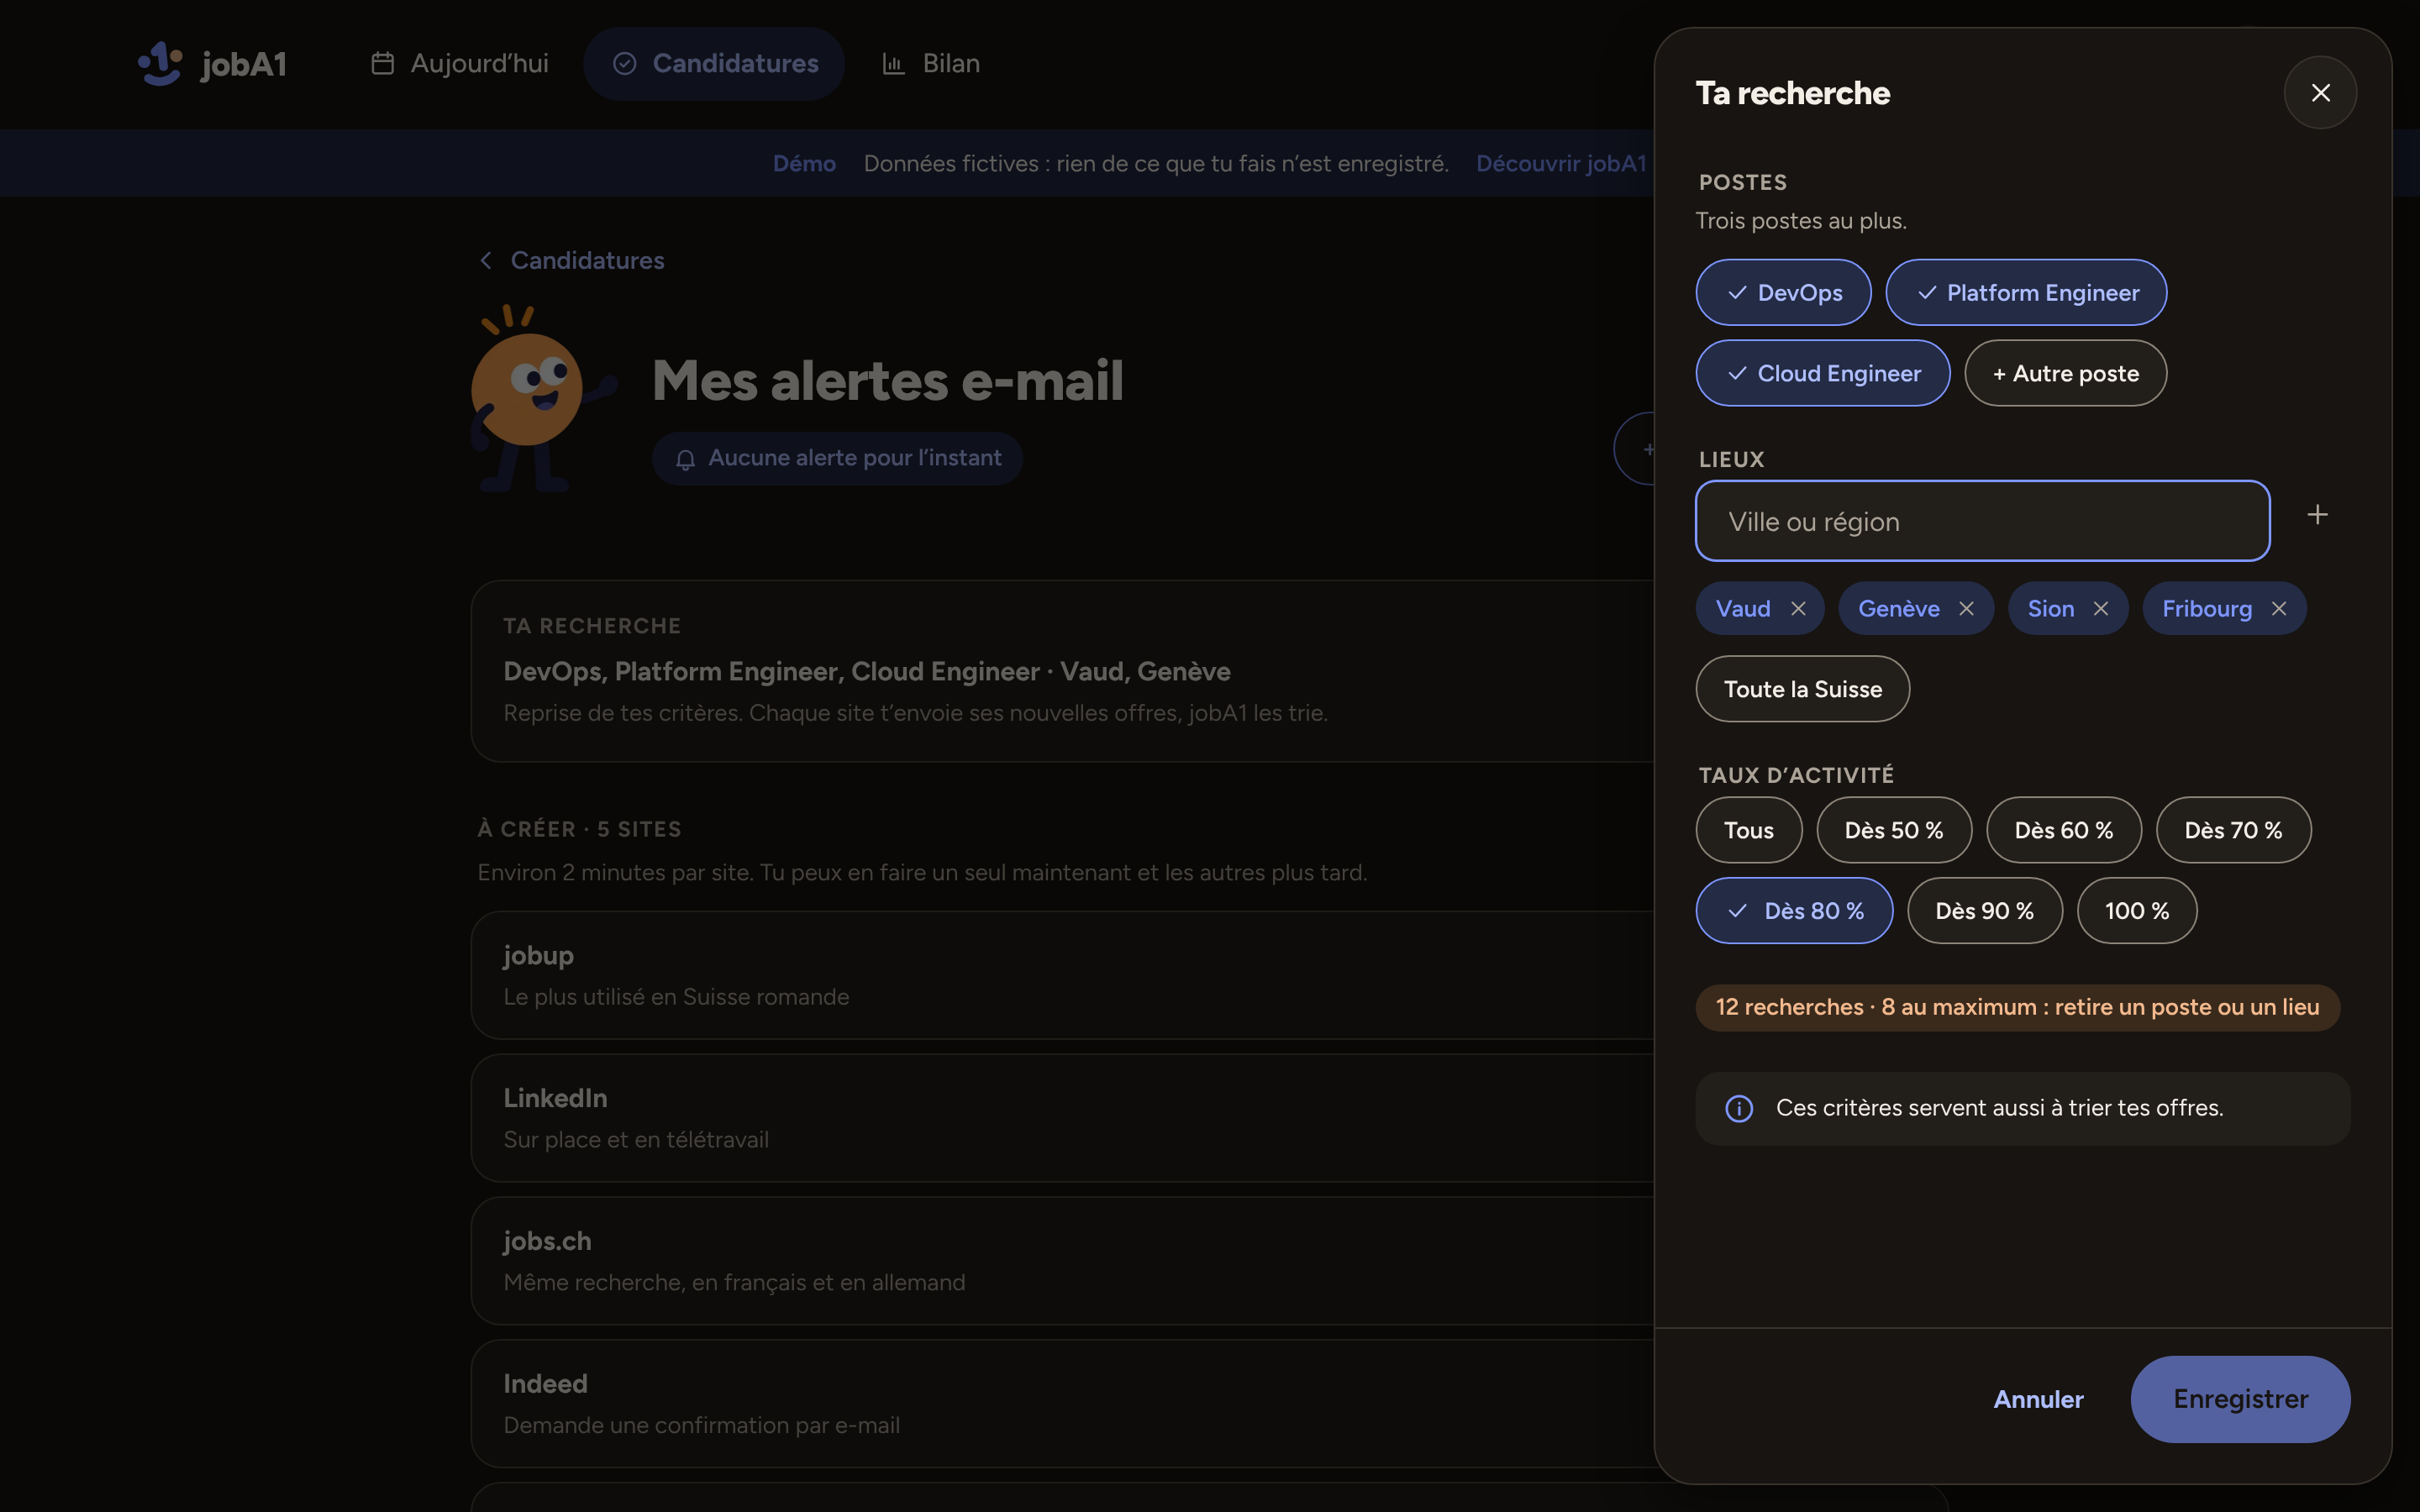 jobA1
Aujourd’hui
Candidatures
Bilan
Démo Données fictives : rien de ce que tu fais n’est enregistré. Découvrir jobA1
Candidatures
Mes alertes e-mail
Aucune alerte pour l’instant
+
TA RECHERCHE
DevOps, Platform Engineer, Cloud Engineer · Vaud, Genève
Reprise de tes critères. Chaque site t’envoie ses nouvelles offres, jobA1 les trie.
À CRÉER · 5 SITES
Environ 2 minutes par site. Tu peux en faire un seul maintenant et les autres plus tard.
jobup
Le plus utilisé en Suisse romande
LinkedIn
Sur place et en télétravail
jobs.ch
Même recherche, en français et en allemand
Indeed
Demande une confirmation par e-mail
Ta recherche
POSTES
Trois postes au plus.
DevOps
Platform Engineer
Cloud Engineer
+ Autre poste
LIEUX
Ville ou région
Vaud
Genève
Sion
Fribourg
Toute la Suisse
TAUX D’ACTIVITÉ
Tous
Dès 50 %
Dès 60 %
Dès 70 %
Dès 80 %
Dès 90 %
100 %
12 recherches · 8 au maximum : retire un poste ou un lieu
Ces critères servent aussi à trier tes offres.
Annuler
Enregistrer